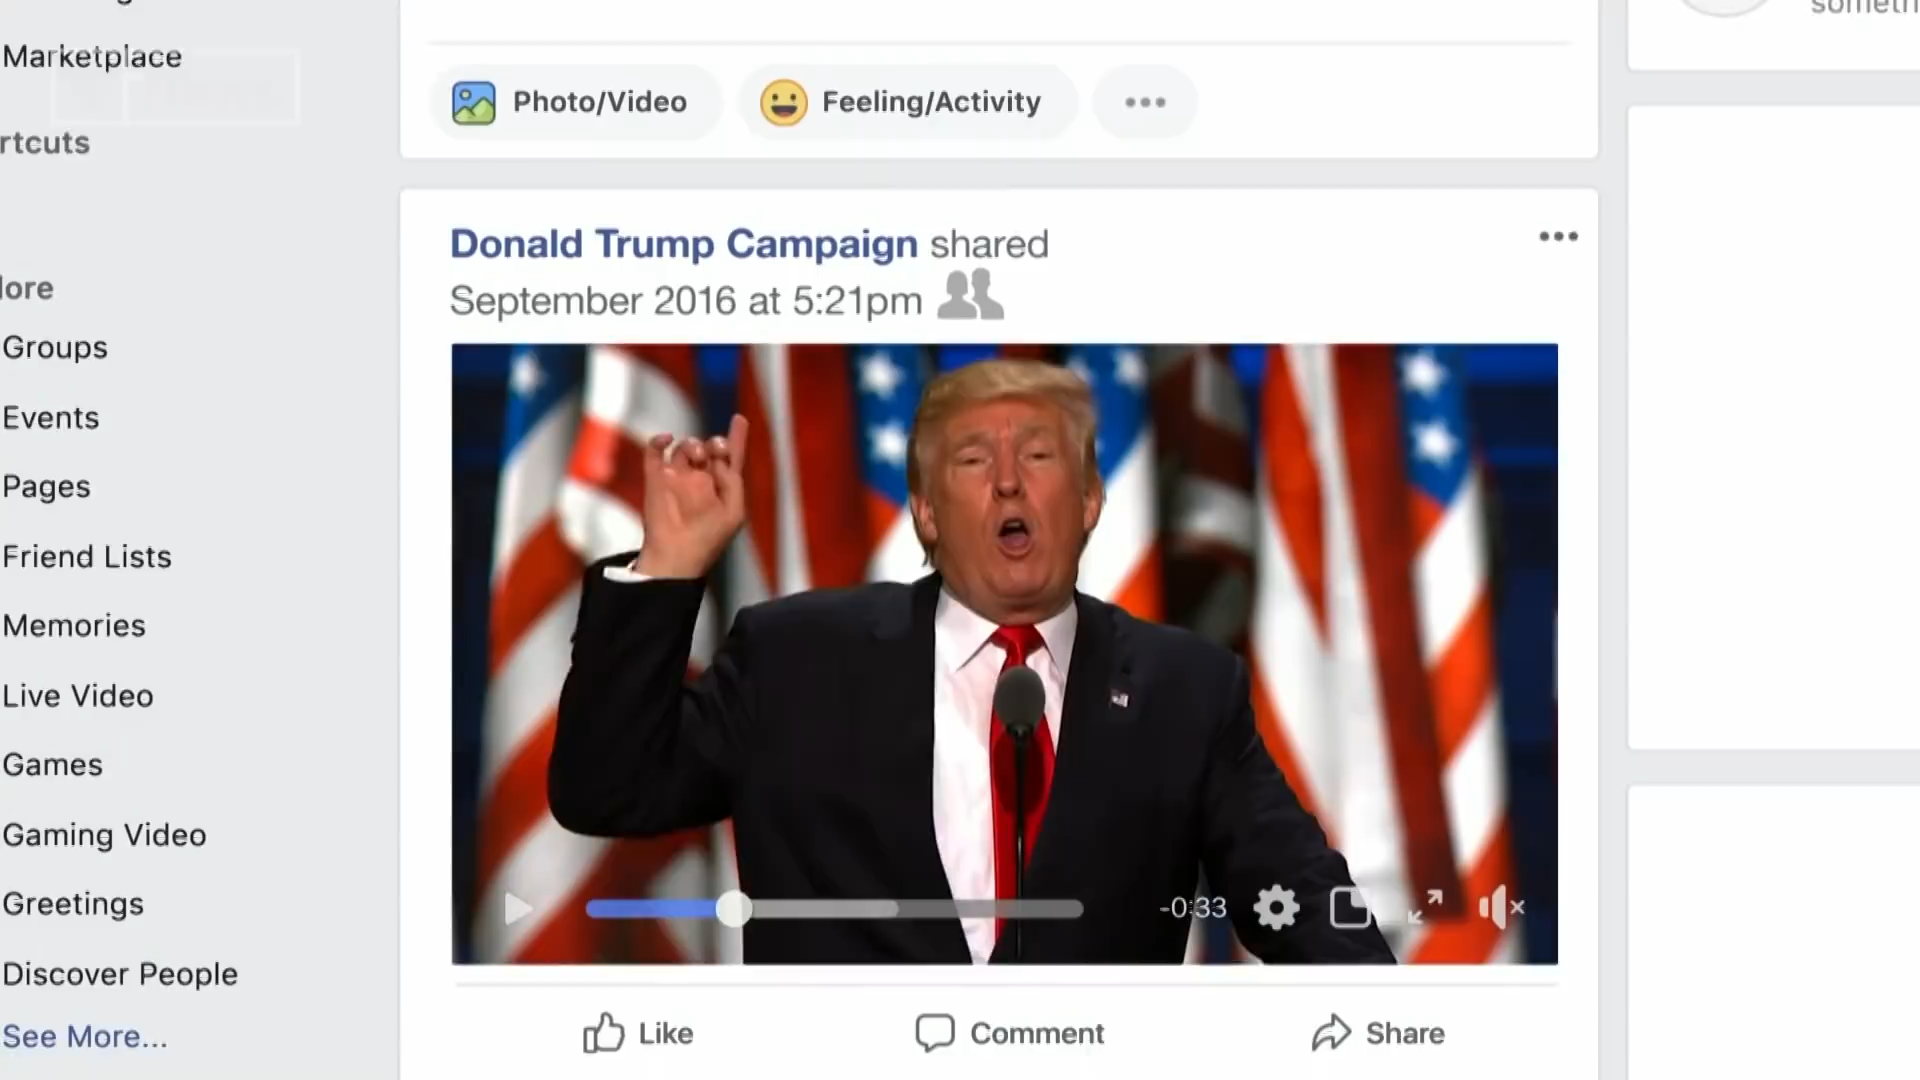 Marketplace
rtcuts
ore
Groups
Events
Pages
Friend Lists
Memories
Live Video
Games
Gaming Video
Greetings
Discover People
See More...
Photo/Video
Feeling/Activity
Donald Trump Campaign shared
September 2016 at 5:21pm
-0:33
Like
Comment
Share